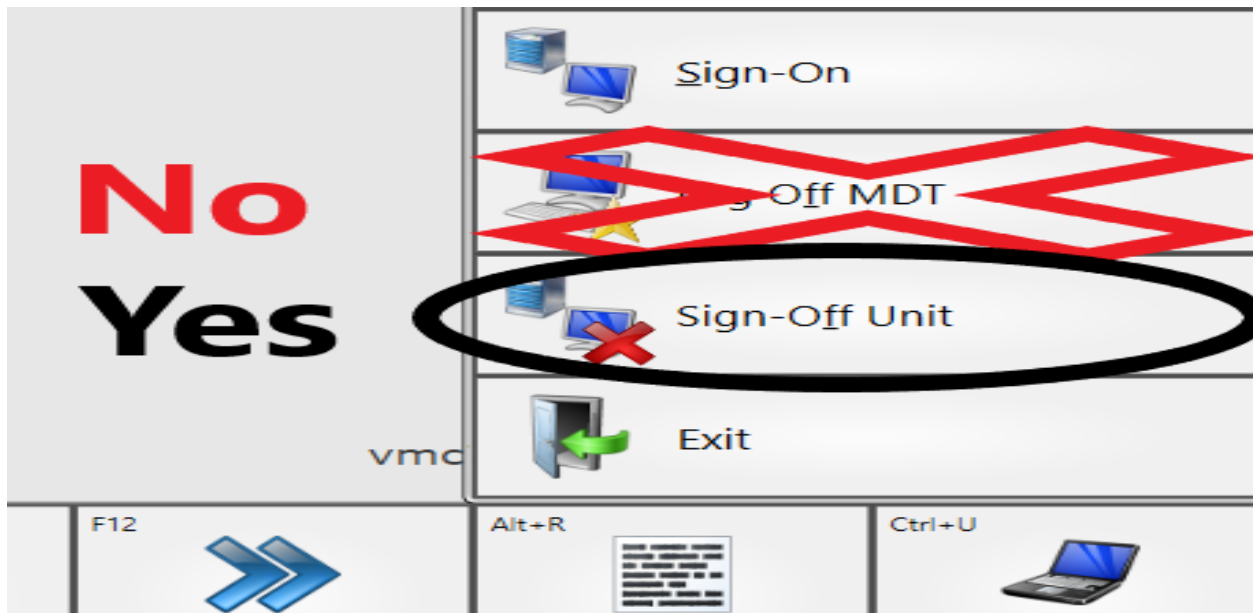 Sign-On
No
Off MDT
Yes
Sign-Off Unit
Exit
vmc
F12
Alt+R
Ctrl+U